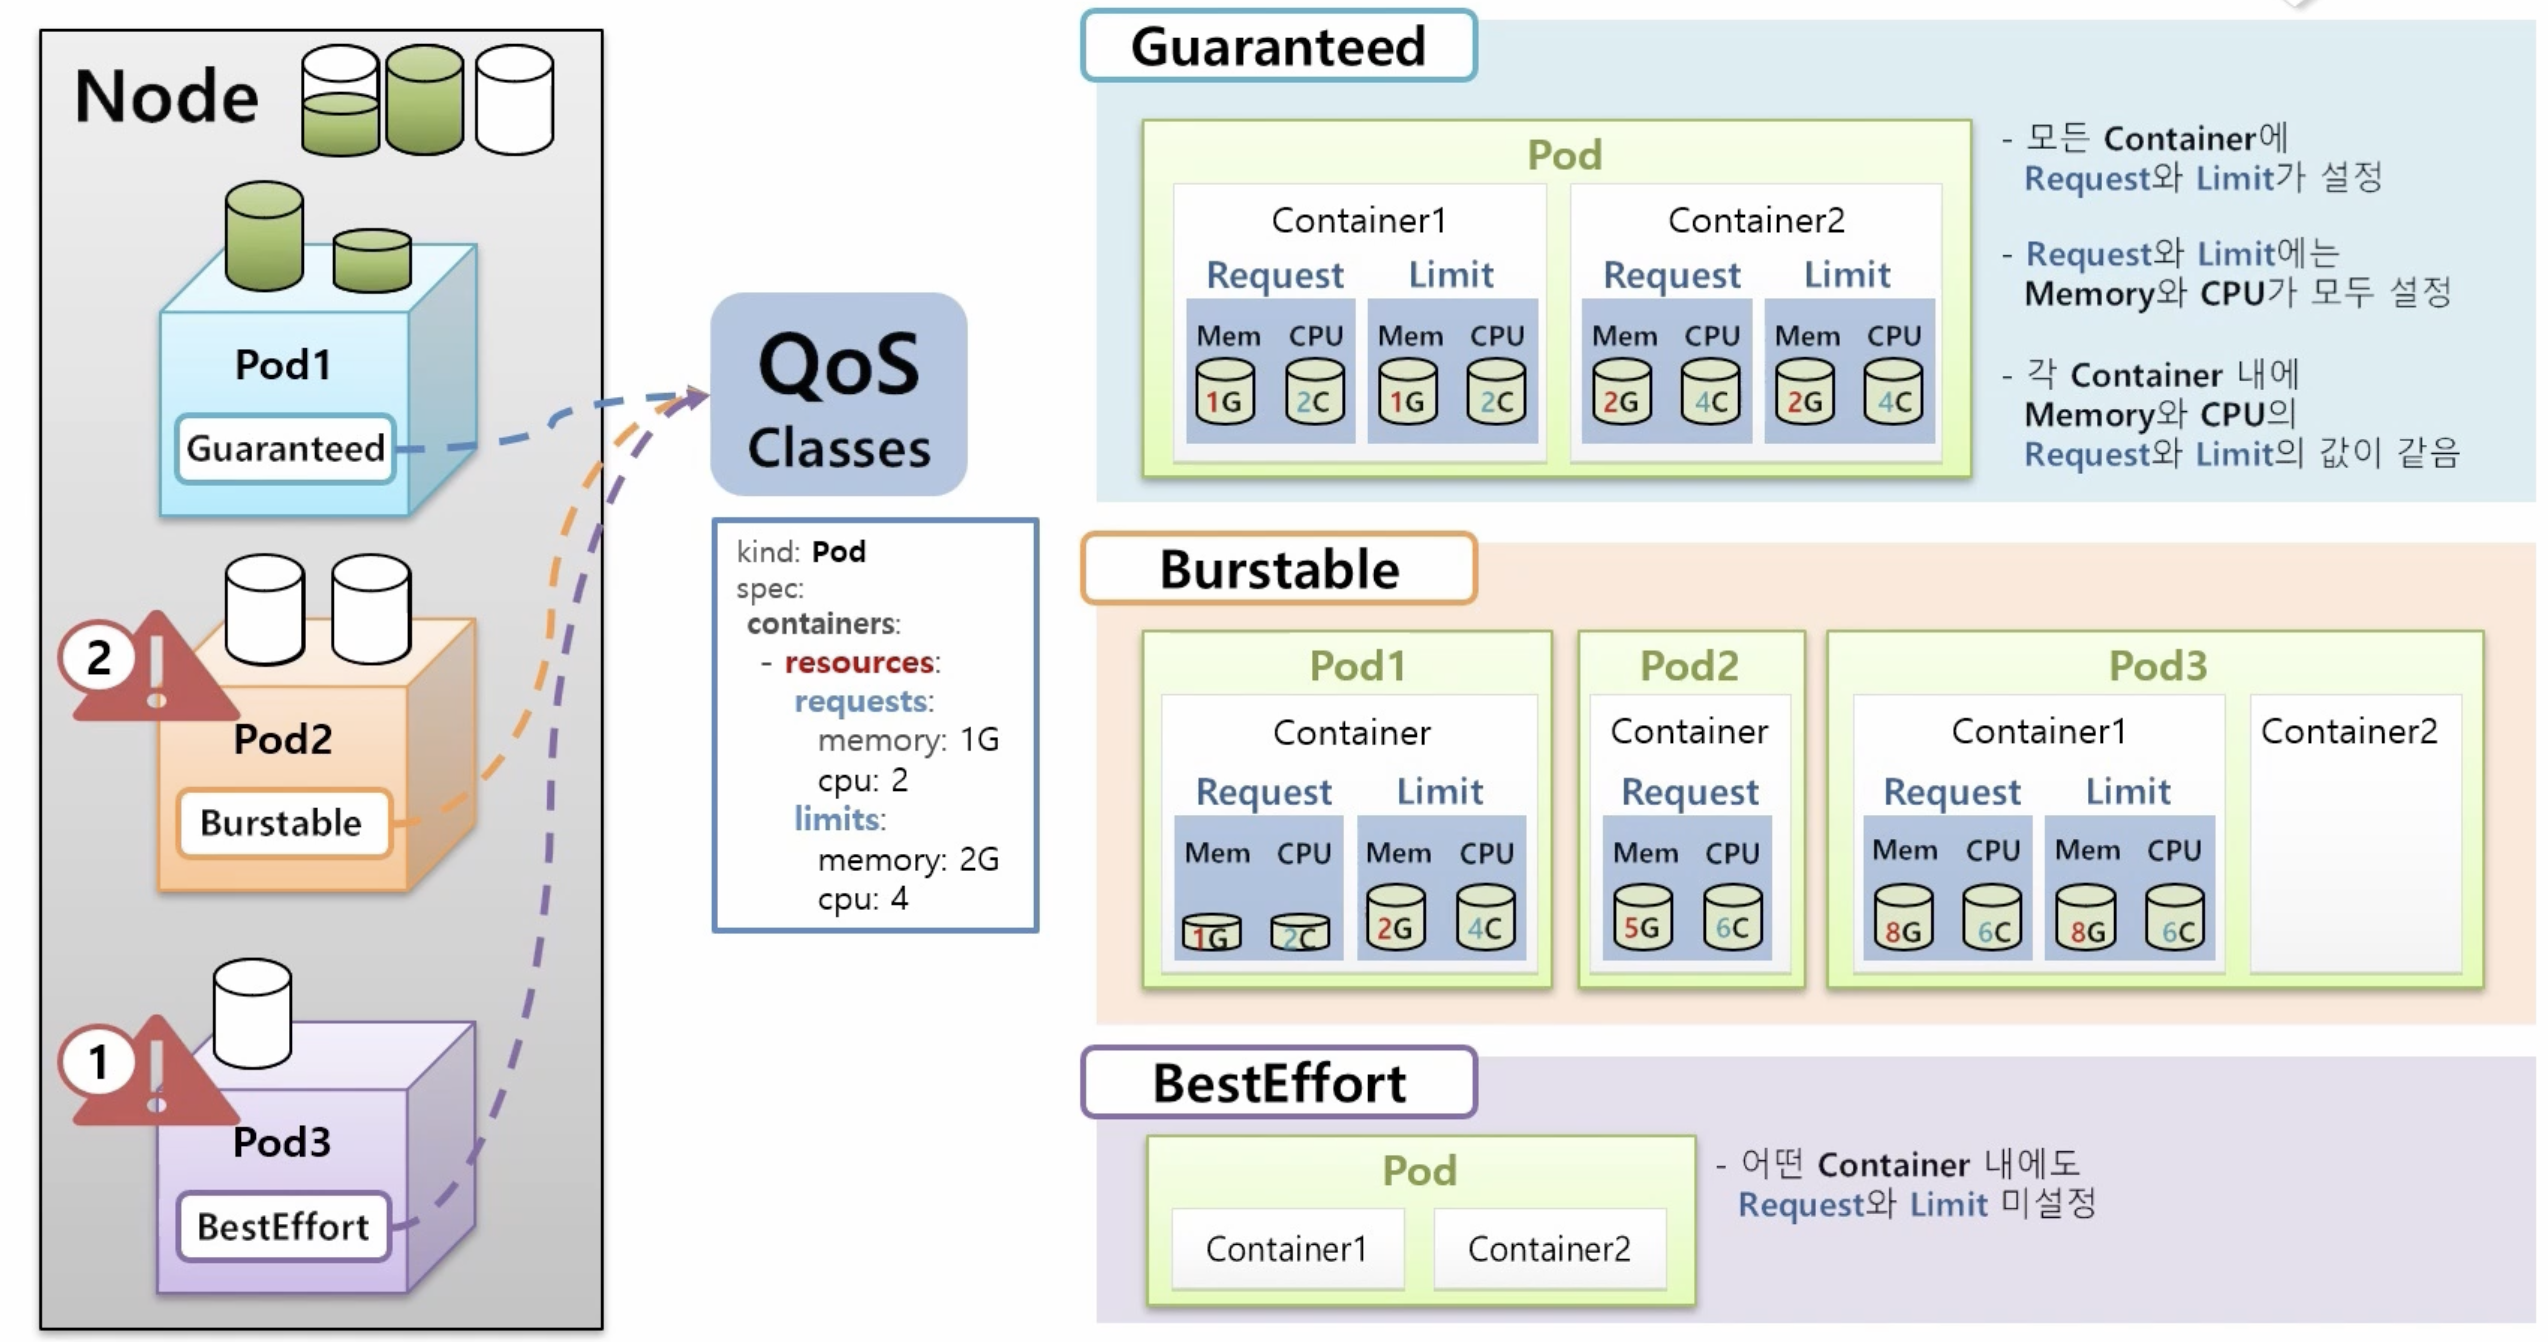 Node
Pod1
Guaranteed
2
Pod2
Burstable
1
Pod3
BestEffort
QoS
Classes
kind: Pod
spec:
containers:
- resources:
requests:
memory: 1G
cpu: 2
limits:
memory: 2G
cpu: 4
Guaranteed
Pod
Container1
Request Limit
Mem CPU Mem CPU
1G 2C 1G 2C
Container2
Request Limit
Mem CPU Mem CPU
2G 4C 2G 4C
- 모든 Container에
Request와 Limit가 설정
- Request와 Limit에는
Memory와 CPU가 모두 설정
- 각 Container 내에
Memory와 CPU의
Request와 Limit의 값이 같음
Burstable
Pod1
Container
Request Limit
Mem CPU Mem CPU
1G 2C 2G 4C
Pod2
Container
Request
Mem CPU
5G 6C
Pod3
Container1
Request Limit
Mem CPU Mem CPU
8G 6C 8G 6C
Container2
BestEffort
Pod
Container1
Container2
- 어떤 Container 내에도
Request와 Limit 미설정